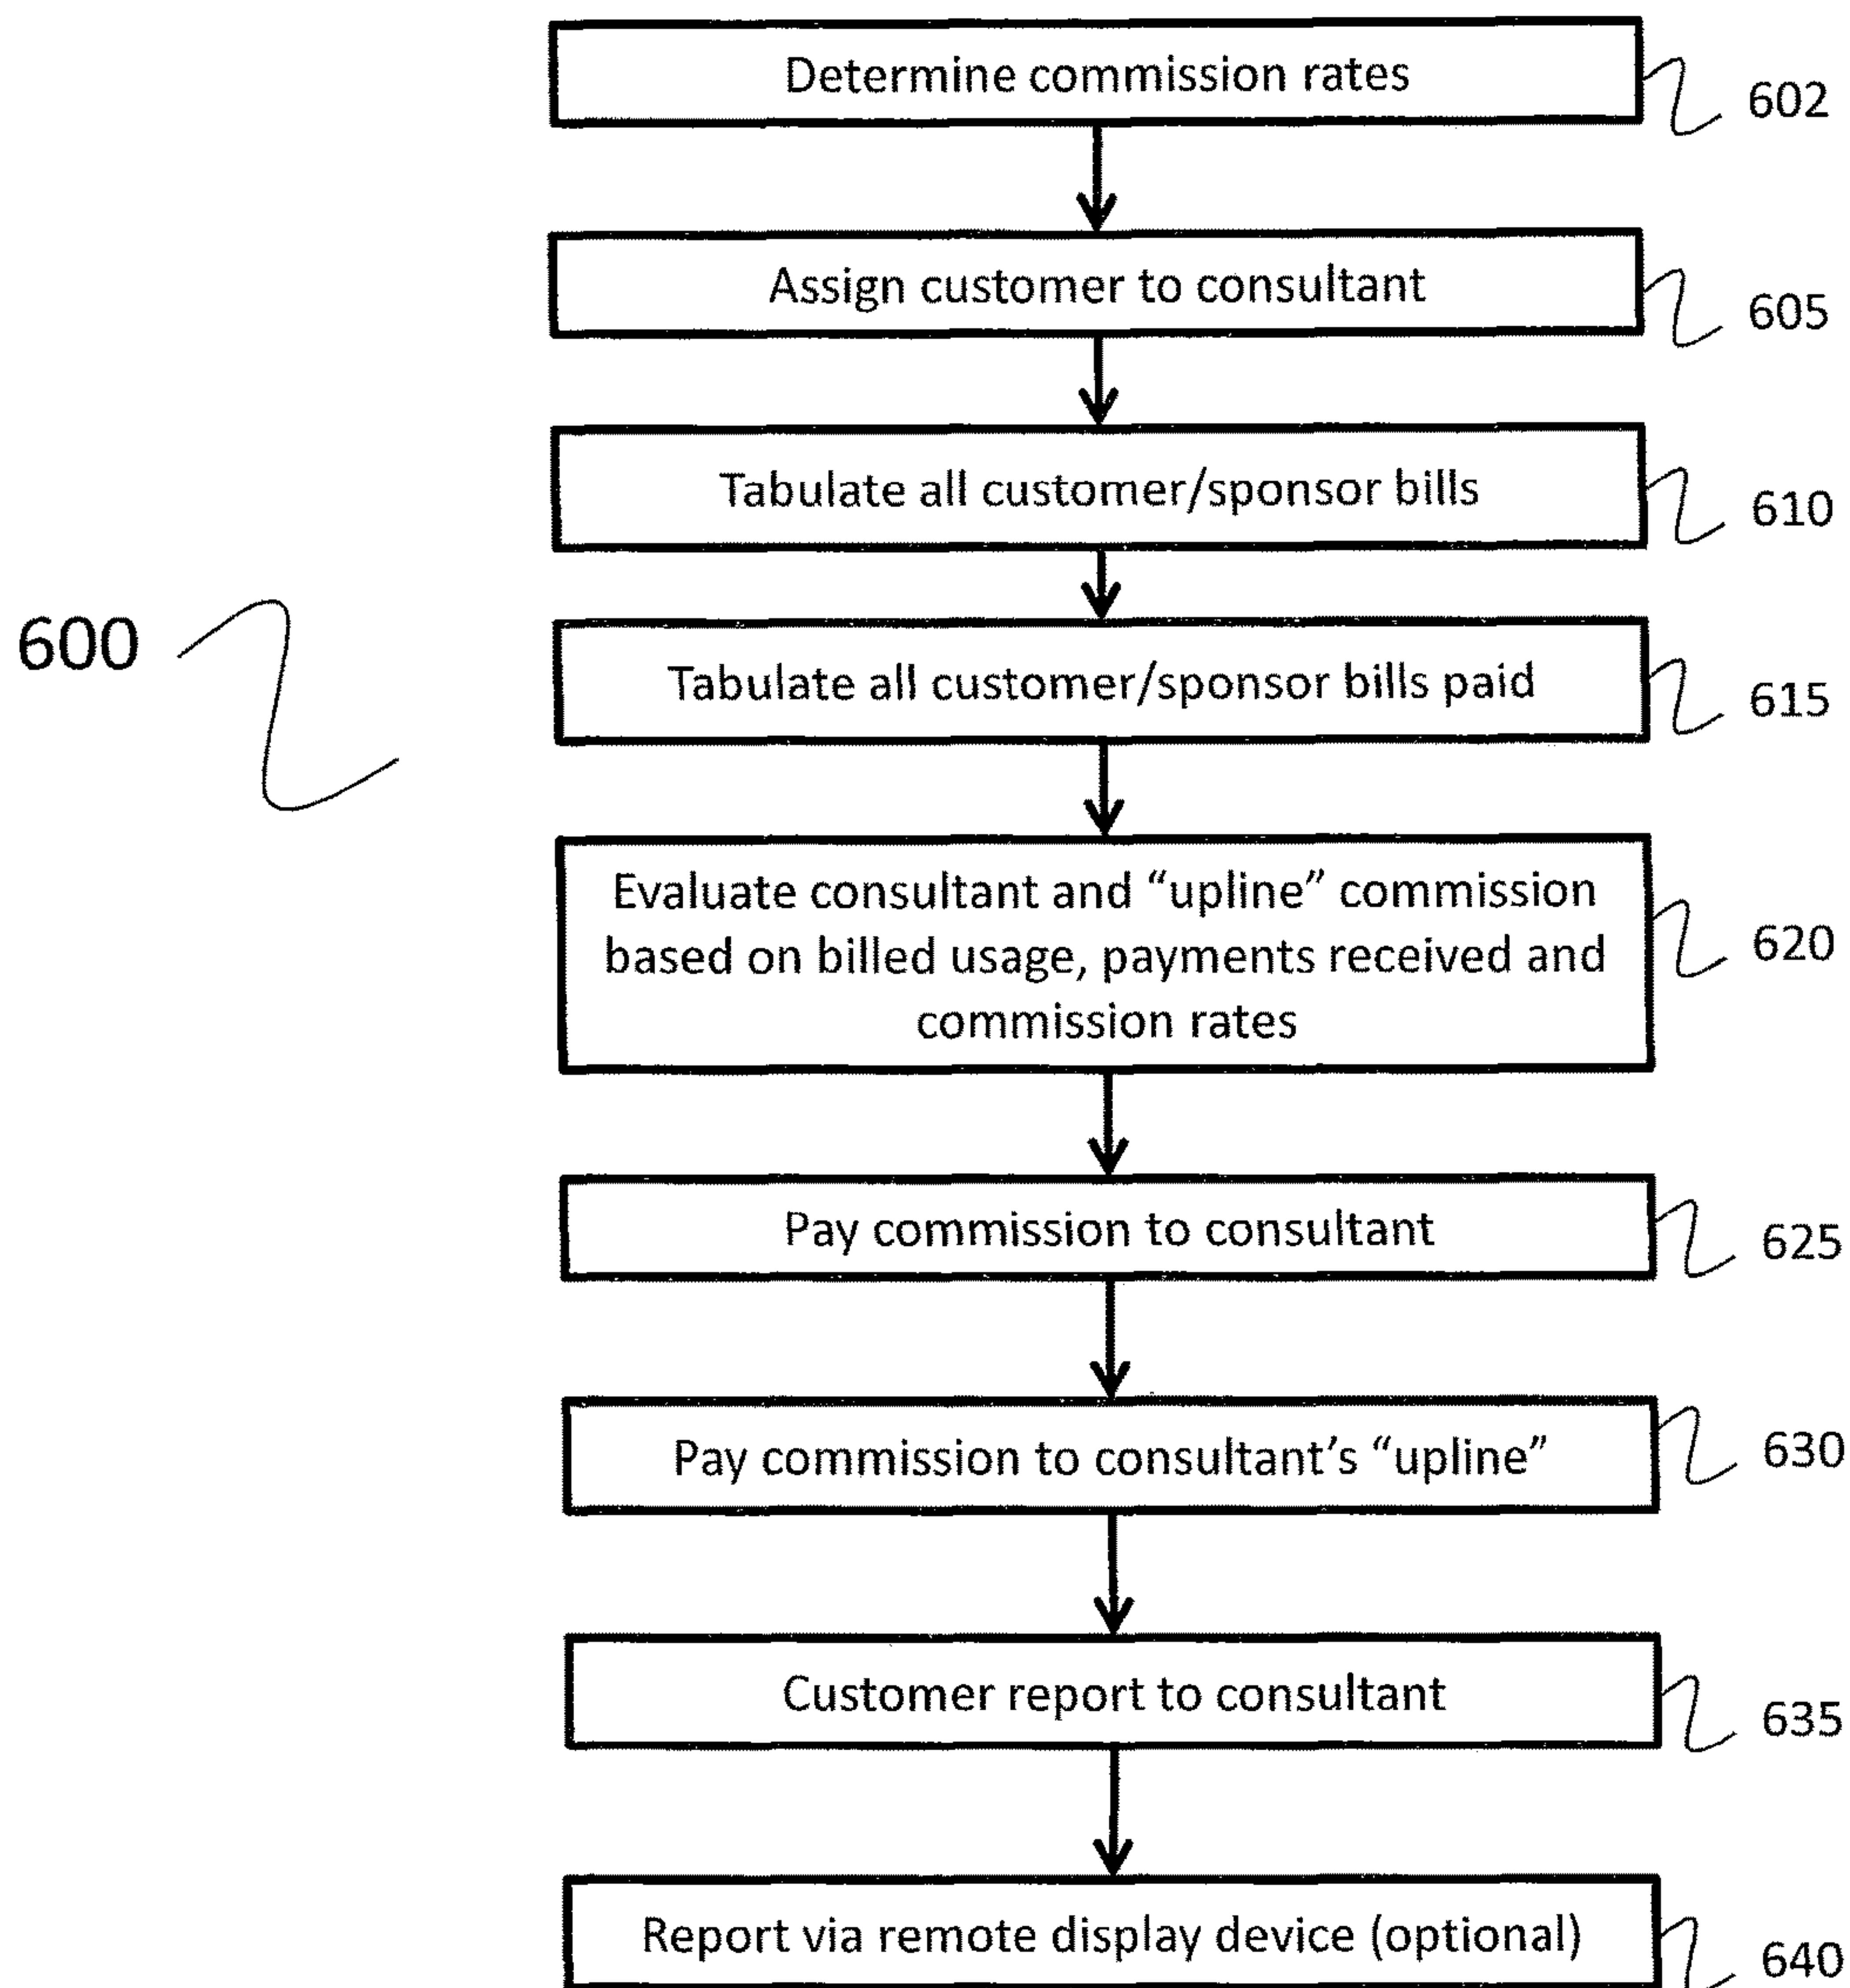 Determine commission rates
602
Assign customer to consultant
605
Tabulate all customer/sponsor bills
610
600
Tabulate all customer/sponsor bills paid
615
Evaluate consultant and “upline” commission
based on billed usage, payments received and
commission rates
620
Pay commission to consultant
625
Pay commission to consultant’s “upline”
630
Customer report to consultant
635
Report via remote display device (optional)
640